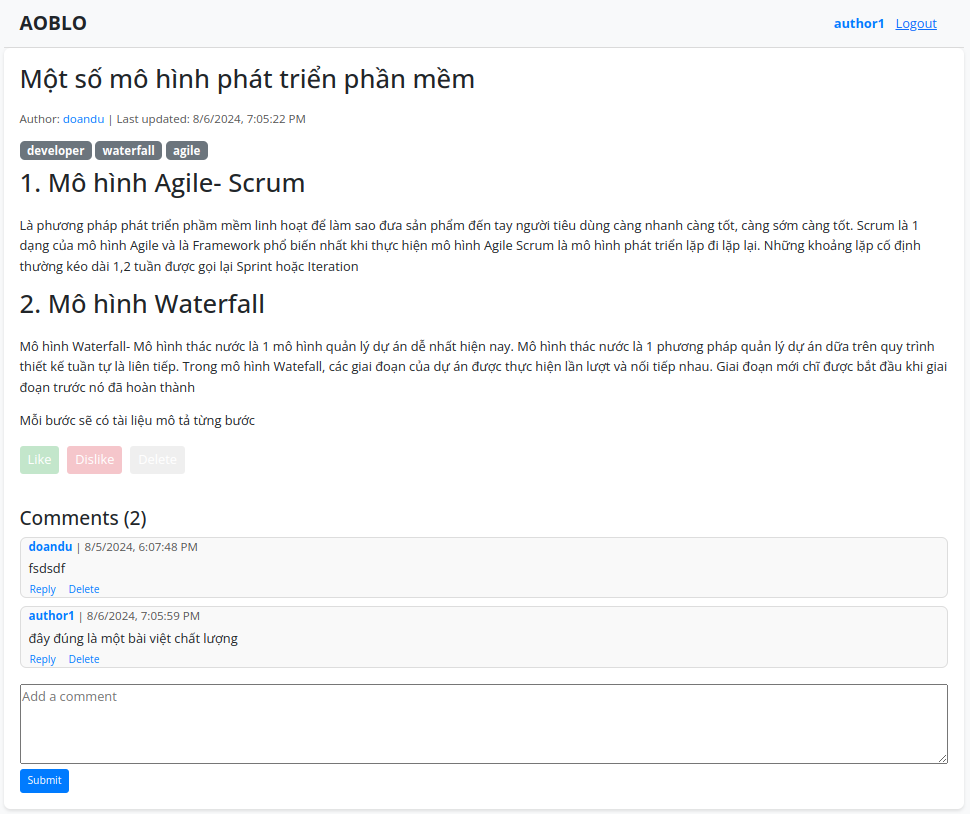 AOBLO
author1 Logout
Một số mô hình phát triển phần mềm
Author: doandu | Last updated: 8/6/2024, 7:05:22 PM
developer waterfall agile
1. Mô hình Agile- Scrum
Là phương pháp phát triển phầm mềm linh hoạt để làm sao đưa sản phẩm đến tay người tiêu dùng càng nhanh càng tốt, càng sớm càng tốt. Scrum là 1
dạng của mô hình Agile và là Framework phổ biến nhất khi thực hiện mô hình Agile Scrum là mô hình phát triển lặp đi lặp lại. Những khoảng lặp cố định
thường kéo dài 1,2 tuần được gọi lại Sprint hoặc Iteration
2. Mô hình Waterfall
Mô hình Waterfall- Mô hình thác nước là 1 mô hình quản lý dự án dễ nhất hiện nay. Mô hình thác nước là 1 phương pháp quản lý dự án dữa trên quy trình
thiết kế tuần tự là liên tiếp. Trong mô hình Watefall, các giai đoạn của dự án được thực hiện lần lượt và nối tiếp nhau. Giai đoạn mới chĩ được bắt đầu khi giai
đoạn trước nó đã hoàn thành
Mỗi bước sẽ có tài liệu mô tả từng bước
Like Dislike Delete
Comments (2)
doandu | 8/5/2024, 6:07:48 PM
fsdsdf
Reply Delete
author1 | 8/6/2024, 7:05:59 PM
đây đúng là một bài việt chất lượng
Reply Delete
Add a comment
Submit